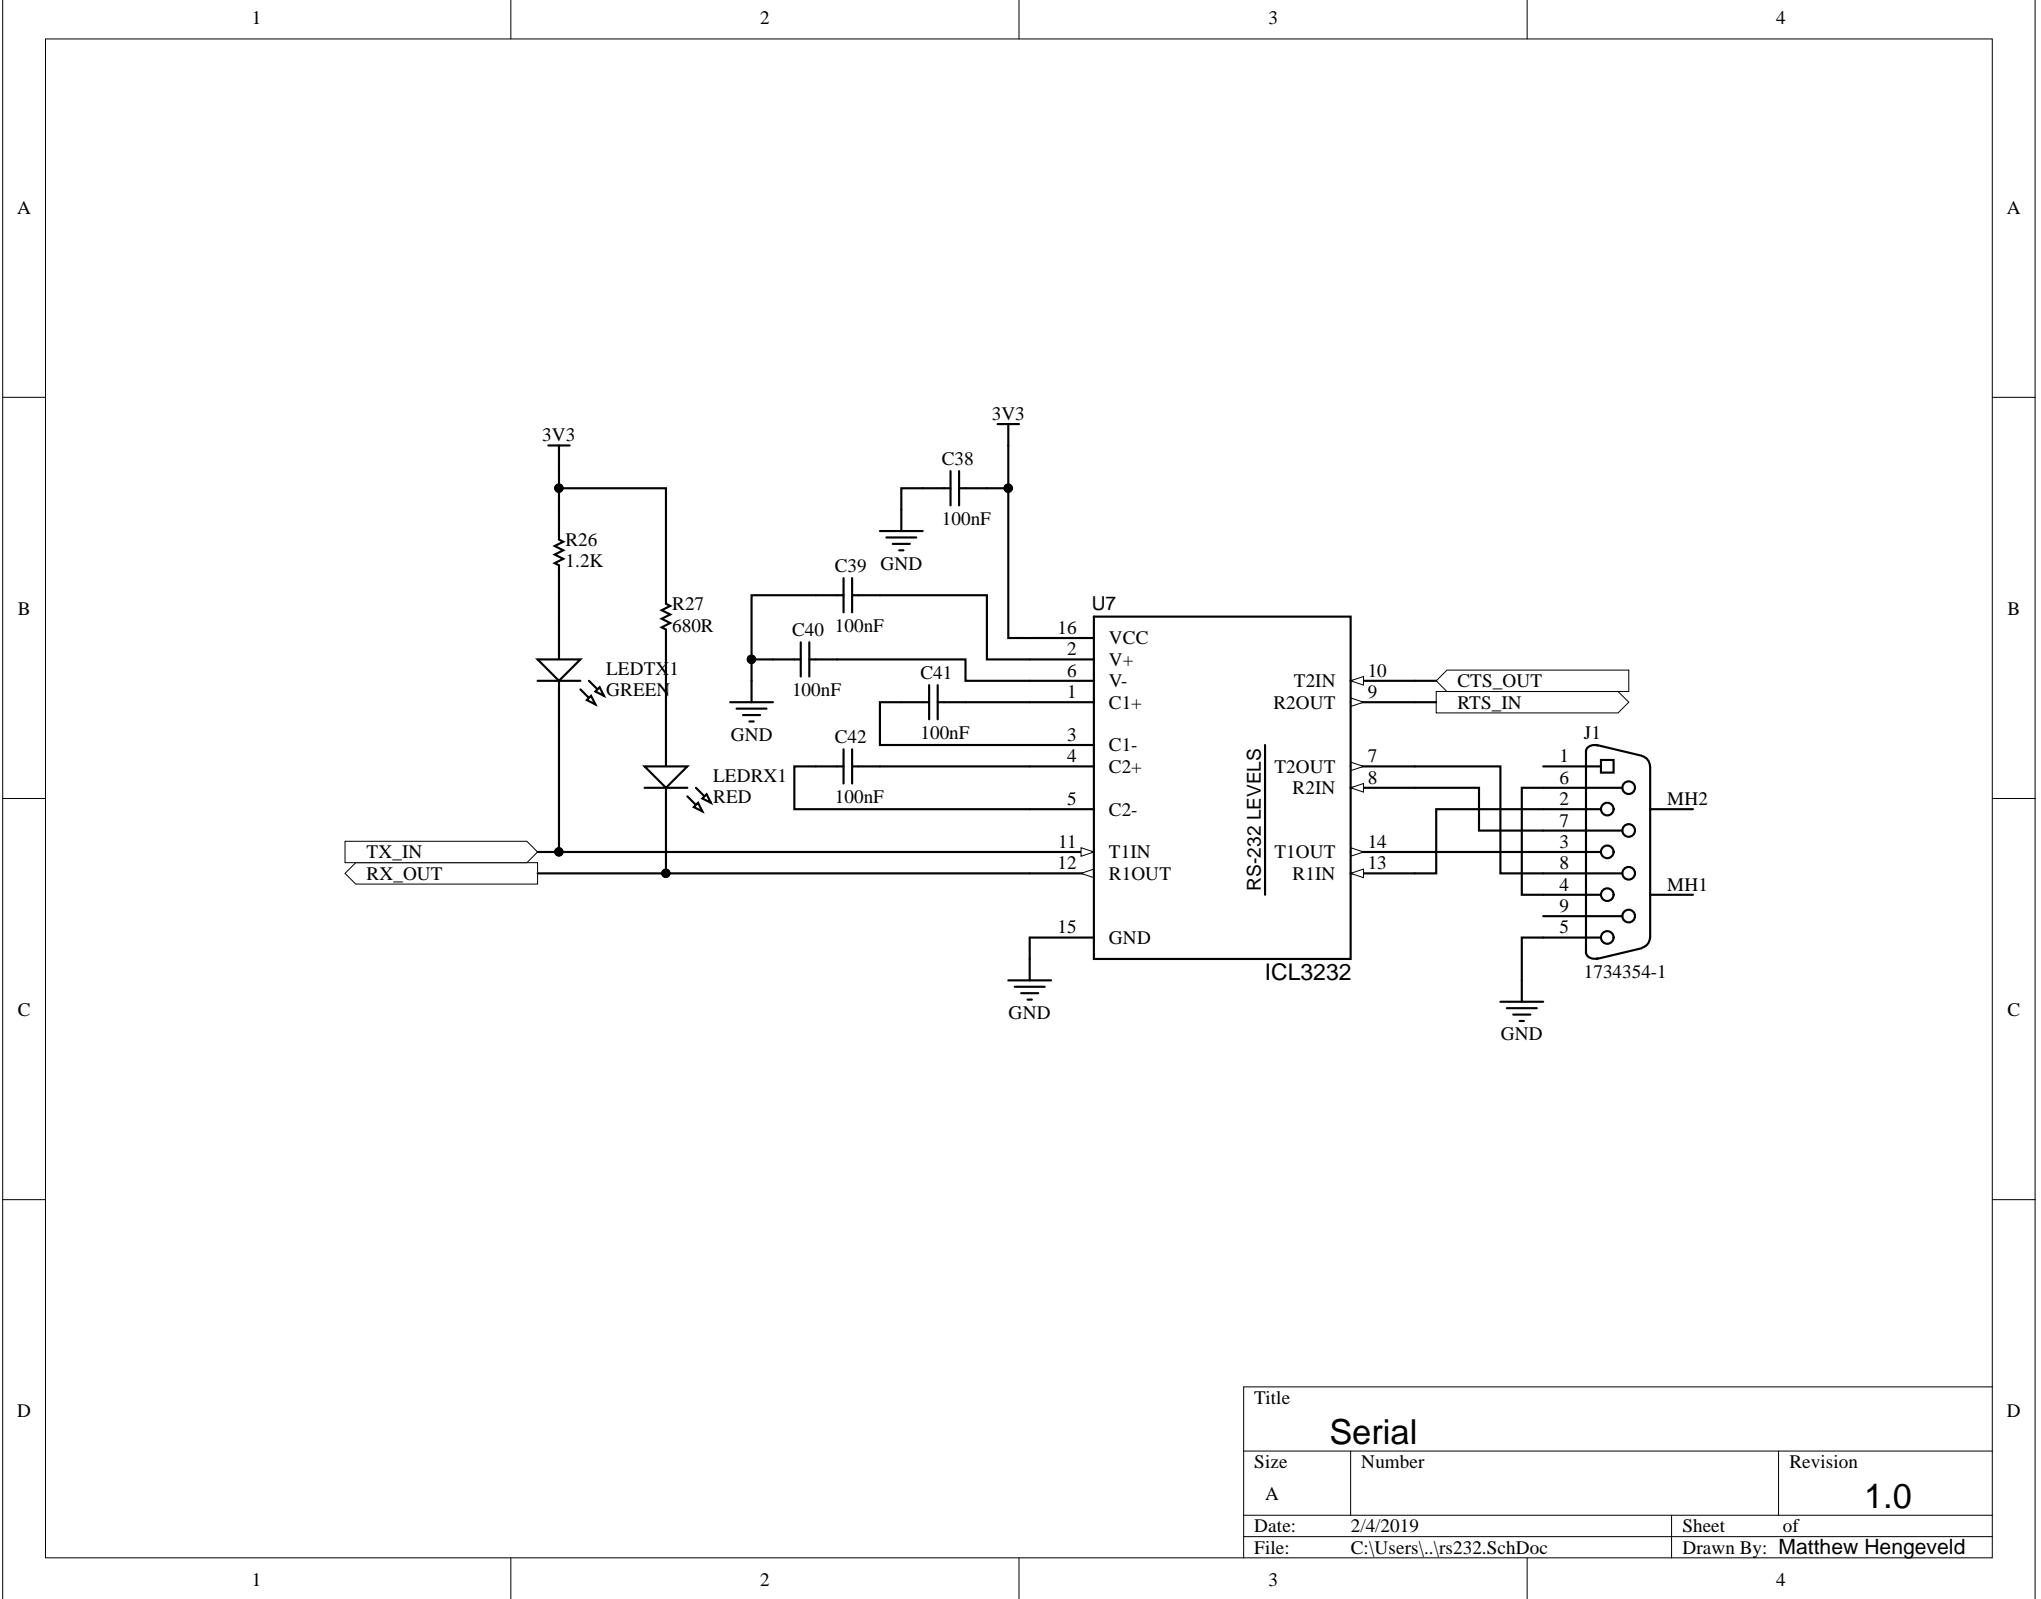 1 2 3 4
A A
3V3
3V3
C38
100nF
GND
R26
1.2K
C39
100nF
R27
680R
C40
100nF
GND
LEDTX1
GREEN
C41
100nF
C42
100nF
LEDRX1
RED
B B
U7
16 VCC
2 V+
6 V-
1 C1+
3 C1-
4 C2+
5 C2-
11 T1IN
12 R1OUT
15 GND
T2IN 10
R2OUT 9
T2OUT 7
R2IN 8
T1OUT 14
R1IN 13
RS-232 LEVELS
ICL3232
CTS_OUT
RTS_IN
TX_IN
RX_OUT
GND
J1
1
6
2
7
3
8
4
9
5
MH2
MH1
1734354-1
GND
C C
D D
Title
Serial
Size Number Revision
A 1.0
Date: 2/4/2019 Sheet of
File: C:\Users\..\rs232.SchDoc Drawn By: Matthew Hengeveld
1 2 3 4